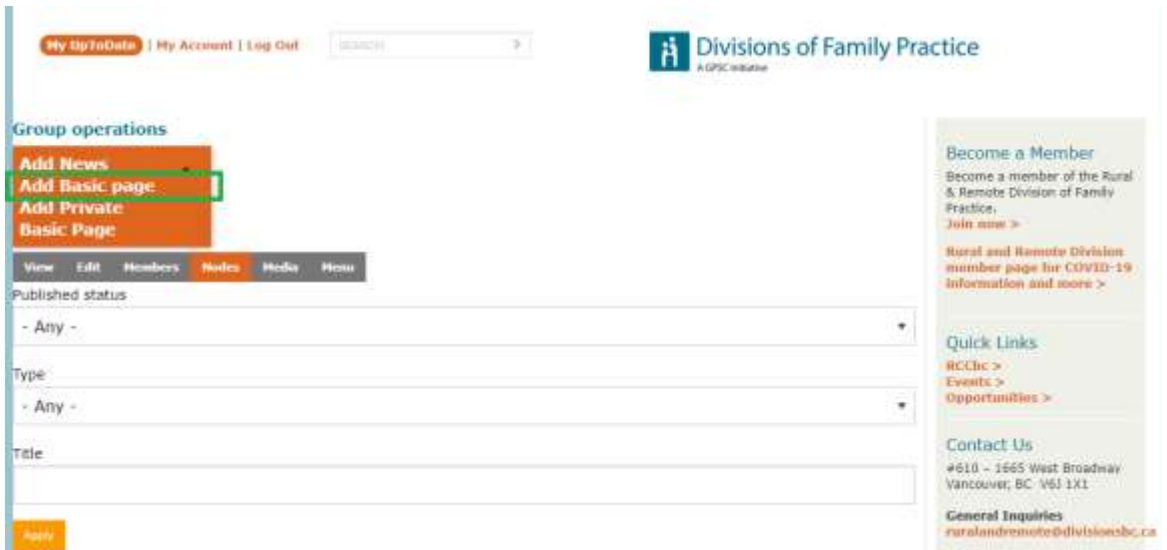 My UpToDate | My Account | Log Out
SEARCH >
Divisions of Family Practice
A GPSC initiative
Group operations
Add News
Add Basic page
Add Private
Basic Page
View Edit Members Nodes Media Menu
Published status
- Any -
Type
- Any -
Title
Apply
Become a Member
Become a member of the Rural
& Remote Division of Family
Practice.
Join now >
Rural and Remote Division
member page for COVID-19
information and more >
Quick Links
RCCbc >
Events >
Opportunities >
Contact Us
#610 – 1665 West Broadway
Vancouver, BC V6J 1X1
General Inquiries
ruralandremote@divisionsbc.ca